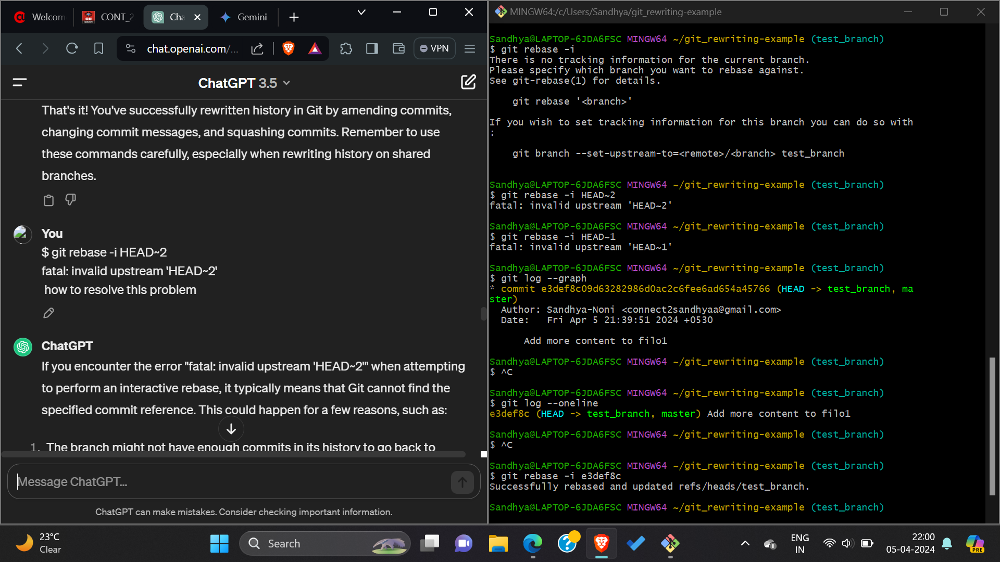 Welcom
CONT_2
Cha
Gemini
chat.openai.com/...
VPN
ChatGPT 3.5
That's it! You've successfully rewritten history in Git by amending commits,
changing commit messages, and squashing commits. Remember to use
these commands carefully, especially when rewriting history on shared
branches.
You
$ git rebase -i HEAD~2
fatal: invalid upstream 'HEAD~2'
how to resolve this problem
ChatGPT
If you encounter the error "fatal: invalid upstream 'HEAD~2'" when attempting
to perform an interactive rebase, it typically means that Git cannot find the
specified commit reference. This could happen for a few reasons, such as:
1. The branch might not have enough commits in its history to go back to
Message ChatGPT...
ChatGPT can make mistakes. Consider checking important information.
MINGW64:/c/Users/Sandhya/git_rewriting-example
Sandhya@LAPTOP-6JDA6FSC MINGW64 ~/git_rewriting-example (test_branch)
$ git rebase -i
There is no tracking information for the current branch.
Please specify which branch you want to rebase against.
See git-rebase(1) for details.
git rebase '<branch>'
If you wish to set tracking information for this branch you can do so with
:
git branch --set-upstream-to=<remote>/<branch> test_branch
Sandhya@LAPTOP-6JDA6FSC MINGW64 ~/git_rewriting-example (test_branch)
$ git rebase -i HEAD~2
fatal: invalid upstream 'HEAD~2'
Sandhya@LAPTOP-6JDA6FSC MINGW64 ~/git_rewriting-example (test_branch)
$ git rebase -i HEAD~1
fatal: invalid upstream 'HEAD~1'
Sandhya@LAPTOP-6JDA6FSC MINGW64 ~/git_rewriting-example (test_branch)
$ git log --graph
* commit e3def8c09d63282986d0ac2c6fee6ad654a45766 (HEAD -> test_branch, ma
ster)
Author: Sandhya-Noni <connect2sandhyaa@gmail.com>
Date: Fri Apr 5 21:39:51 2024 +0530
Add more content to filo1
Sandhya@LAPTOP-6JDA6FSC MINGW64 ~/git_rewriting-example (test_branch)
$ ^C
Sandhya@LAPTOP-6JDA6FSC MINGW64 ~/git_rewriting-example (test_branch)
$ git log --oneline
e3def8c (HEAD -> test_branch, master) Add more content to filo1
Sandhya@LAPTOP-6JDA6FSC MINGW64 ~/git_rewriting-example (test_branch)
$ ^C
Sandhya@LAPTOP-6JDA6FSC MINGW64 ~/git_rewriting-example (test_branch)
$ git rebase -i e3def8c
Successfully rebased and updated refs/heads/test_branch.
Sandhya@LAPTOP-6JDA6FSC MINGW64 ~/git_rewriting-example (test_branch)
23°C
Clear
Search
ENG
IN
22:00
05-04-2024
PRE